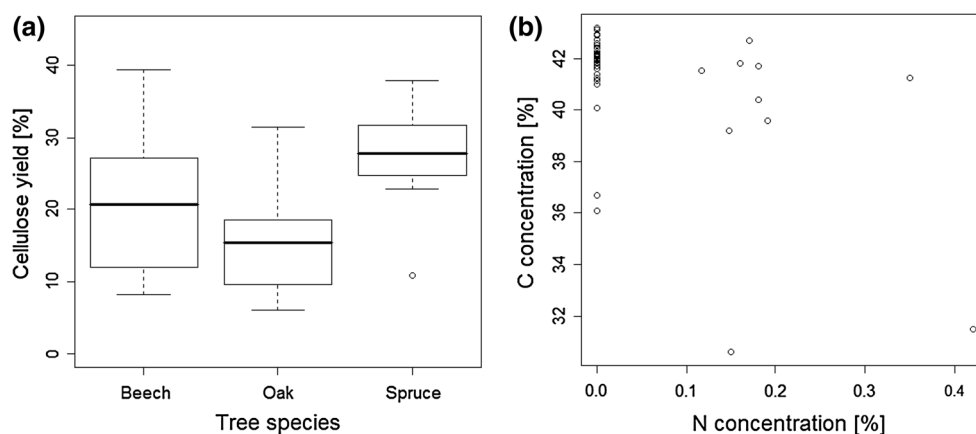 (a)
Cellulose yield [%]
40
30
20
10
0
Beech
Oak
Spruce
Tree species
(b)
C concentration [%]
42
40
38
36
34
32
0.0
0.1
0.2
0.3
0.4
N concentration [%]